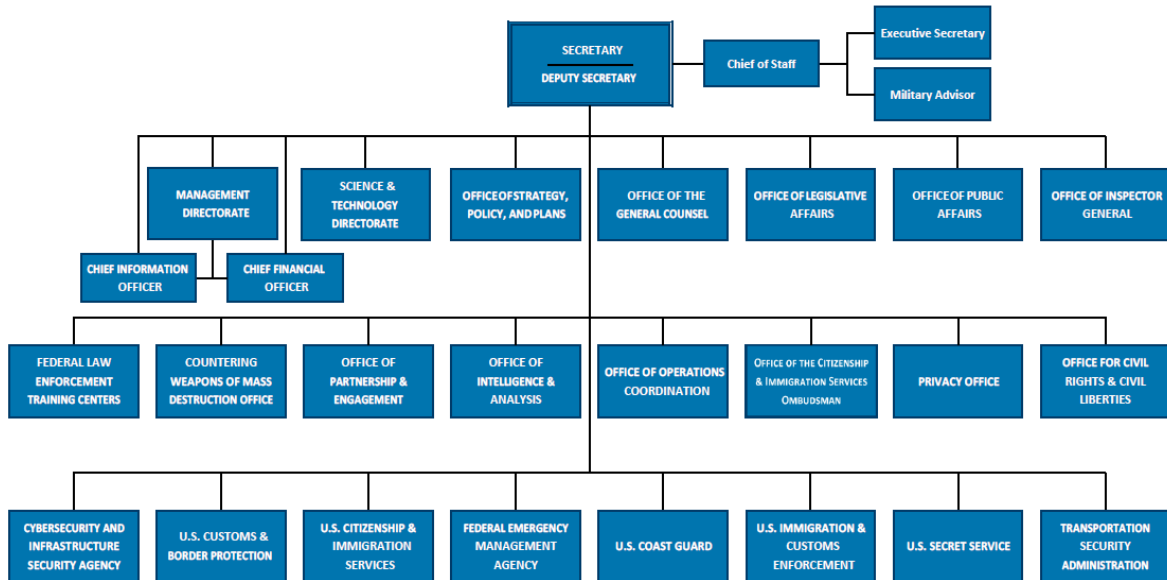 SECRETARY
DEPUTY SECRETARY
Chief of Staff
Executive Secretary
Military Advisor
MANAGEMENT
DIRECTORATE
SCIENCE &
TECHNOLOGY
DIRECTORATE
OFFICE OF STRATEGY,
POLICY, AND PLANS
OFFICE OF THE
GENERAL COUNSEL
OFFICE OF LEGISLATIVE
AFFAIRS
OFFICE OF PUBLIC
AFFAIRS
OFFICE OF INSPECTOR
GENERAL
CHIEF INFORMATION
OFFICER
CHIEF FINANCIAL
OFFICER
FEDERAL LAW
ENFORCEMENT
TRAINING CENTERS
COUNTERING
WEAPONS OF MASS
DESTRUCTION OFFICE
OFFICE OF
PARTNERSHIP &
ENGAGEMENT
OFFICE OF
INTELLIGENCE &
ANALYSIS
OFFICE OF OPERATIONS
COORDINATION
OFFICE OF THE CITIZENSHIP
& IMMIGRATION SERVICES
OMBUDSMAN
PRIVACY OFFICE
OFFICE FOR CIVIL
RIGHTS & CIVIL
LIBERTIES
CYBERSECURITY AND
INFRASTRUCTURE
SECURITY AGENCY
U.S. CUSTOMS &
BORDER PROTECTION
U.S. CITIZENSHIP &
IMMIGRATION
SERVICES
FEDERAL EMERGENCY
MANAGEMENT
AGENCY
U.S. COAST GUARD
U.S. IMMIGRATION &
CUSTOMS
ENFORCEMENT
U.S. SECRET SERVICE
TRANSPORTATION
SECURITY
ADMINISTRATION